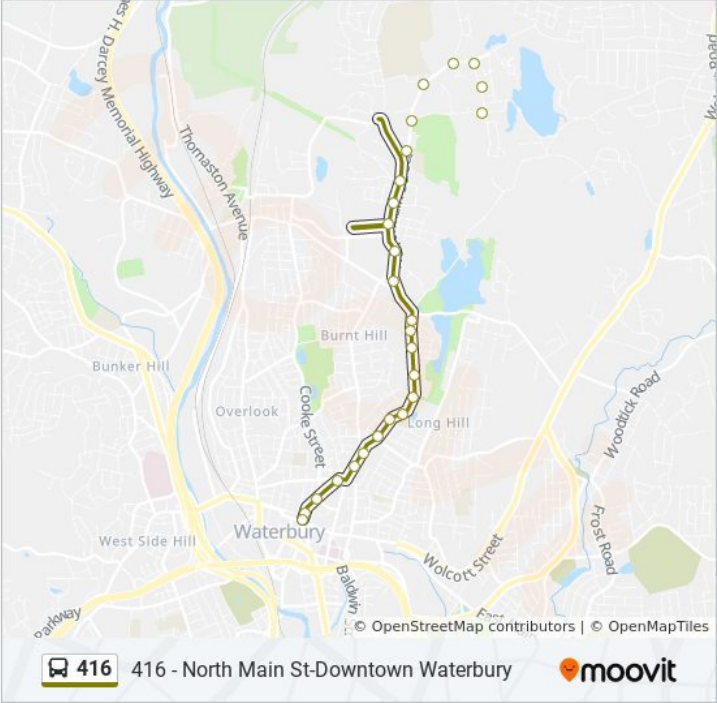 es H. Darcey Memorial Highway
Thomaston Avenue
Burnt Hill
Bunker Hill
Cooke Street
Overlook
Long Hill
Woodtick Road
Waterbury
West Side Hill
Wolcott Street
Frost Road
Baldwin
Parkway
© OpenStreetMap contributors | © OpenMapTiles
416 416 - North Main St-Downtown Waterbury
moovit